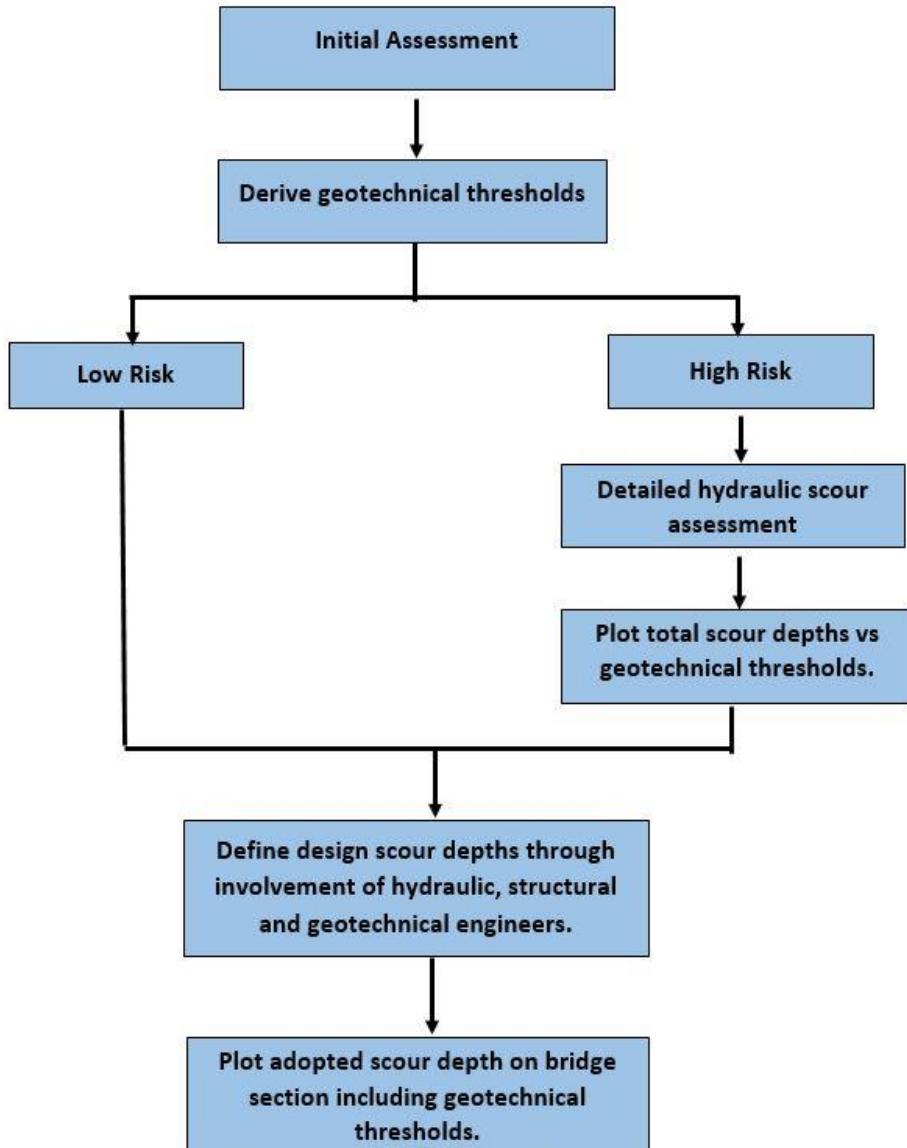 Initial Assessment
Derive geotechnical thresholds
Low Risk
High Risk
Detailed hydraulic scour
assessment
Plot total scour depths vs
geotechnical thresholds.
Define design scour depths through
involvement of hydraulic, structural
and geotechnical engineers.
Plot adopted scour depth on bridge
section including geotechnical
thresholds.